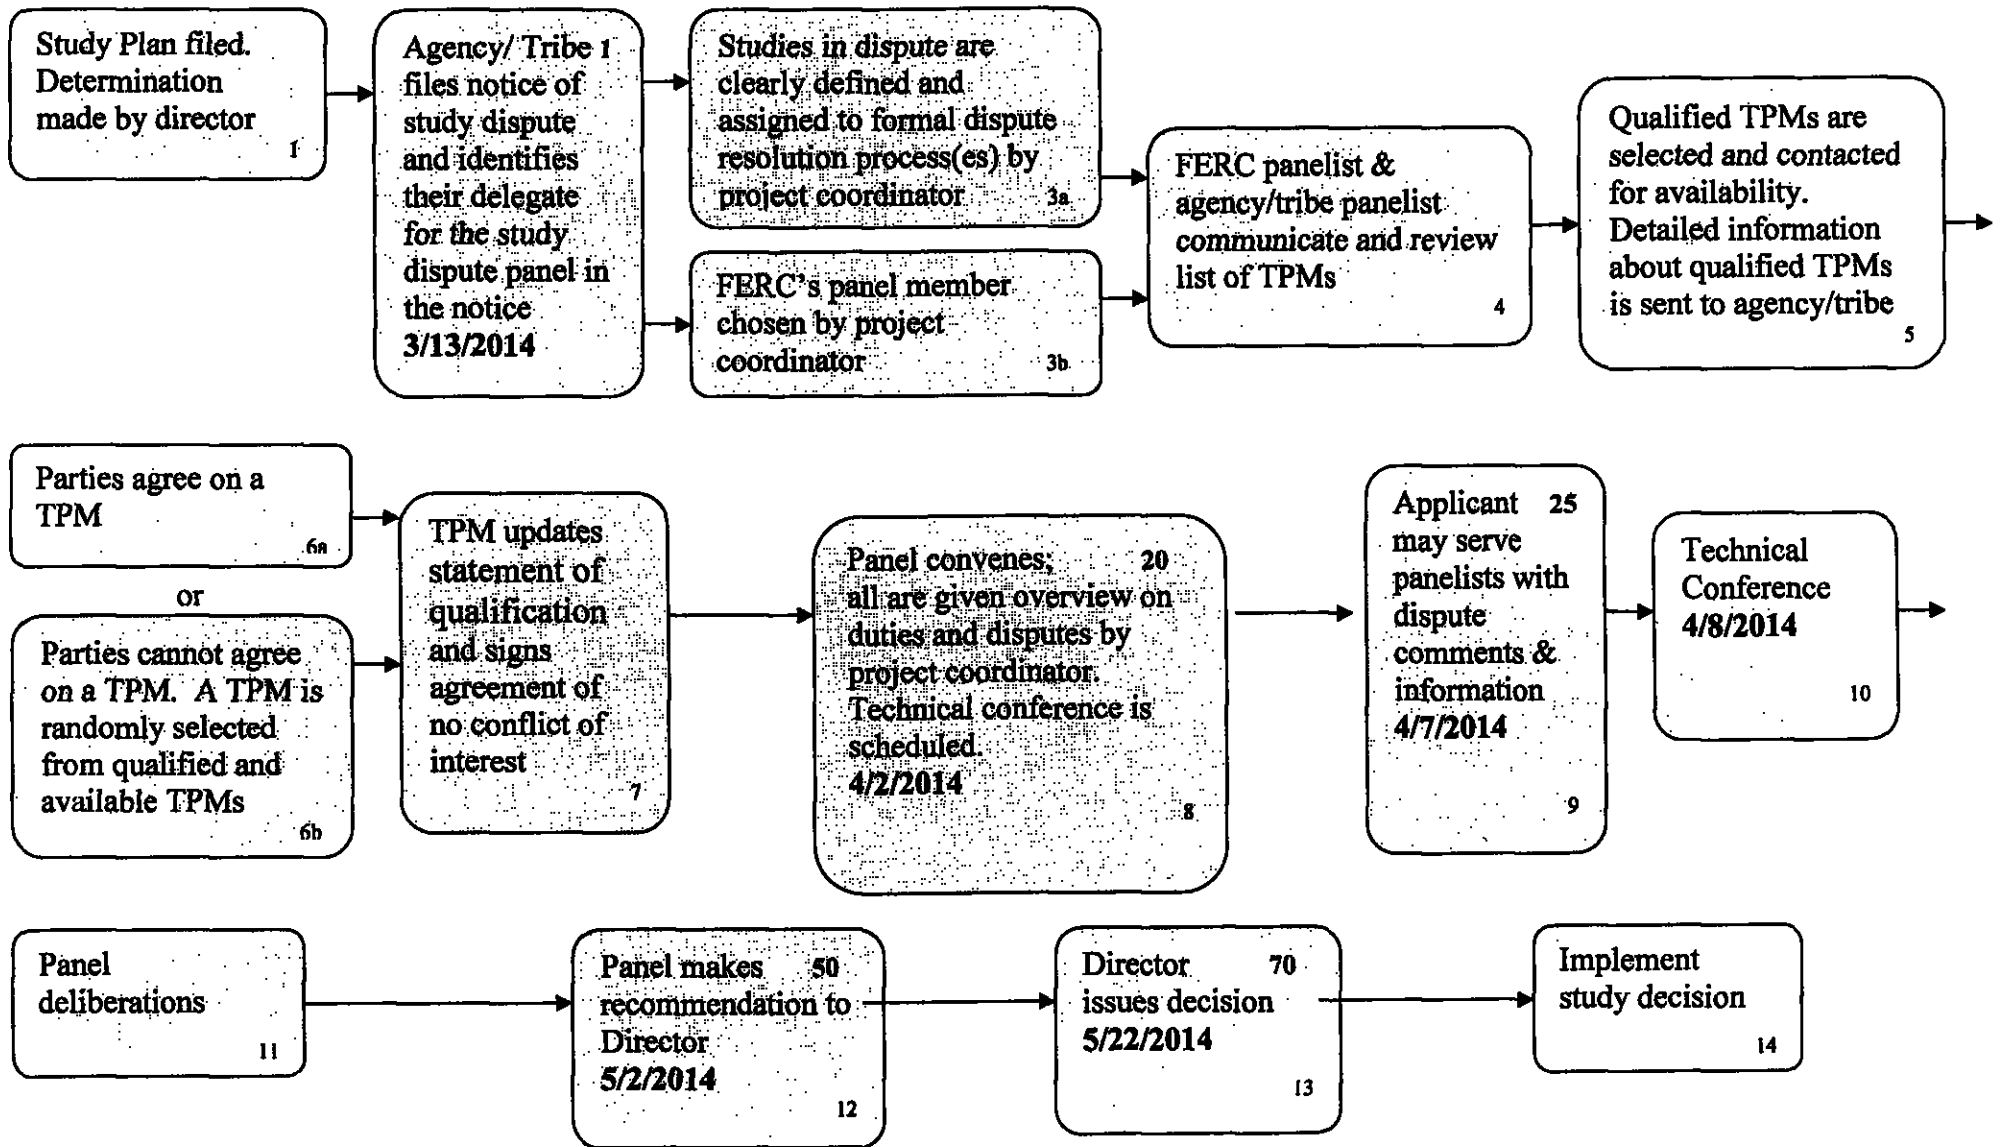 Study Plan filed.
Determination
made by director
1
Agency/ Tribe 1
files notice of
study dispute
and identifies
their delegate
for the study
dispute panel in
the notice
3/13/2014
Studies in dispute are
clearly defined and
assigned to formal dispute
resolution process(es) by
project coordinator 3a
FERC's panel member
chosen by project
coordinator 3b
FERC panelist &
agency/tribe panelist
communicate and review
list of TPMs
4
Qualified TPMs are
selected and contacted
for availability.
Detailed information
about qualified TPMs
is sent to agency/tribe
5
Parties agree on a
TPM
6a
or
Parties cannot agree
on a TPM. A TPM is
randomly selected
from qualified and
available TPMs
6b
TPM updates
statement of
qualification
and signs
agreement of
no conflict of
interest
7
Panel convenes; 20
all are given overview on
duties and disputes by
project coordinator.
Technical conference is
scheduled.
4/2/2014
8
Applicant 25
may serve
panelists with
dispute
comments &
information
4/7/2014
9
Technical
Conference
4/8/2014
10
Panel
deliberations
11
Panel makes 50
recommendation to
Director
5/2/2014
12
Director 70
issues decision
5/22/2014
13
Implement
study decision
14